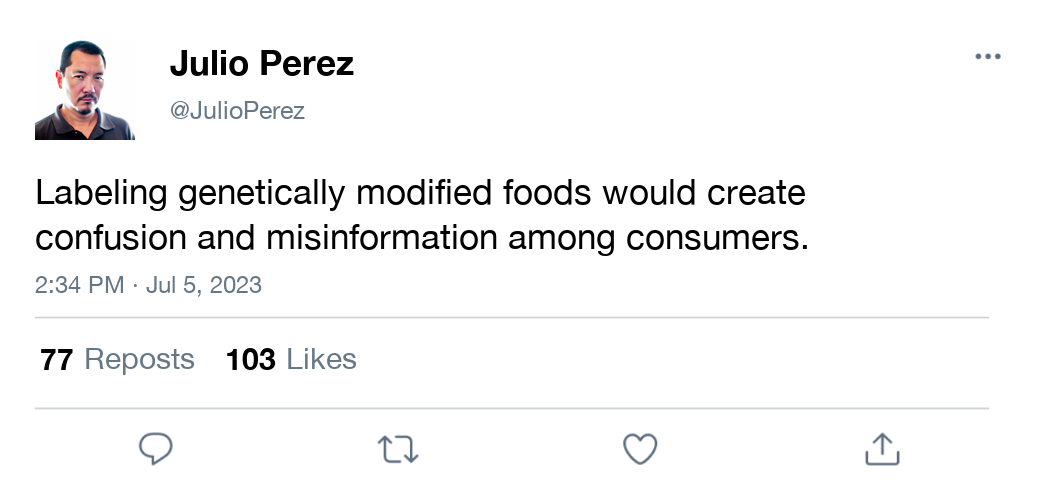 Julio Perez
@JulioPerez
Labeling genetically modified foods would create
confusion and misinformation among consumers.
2:34 PM · Jul 5, 2023
77 Reposts 103 Likes